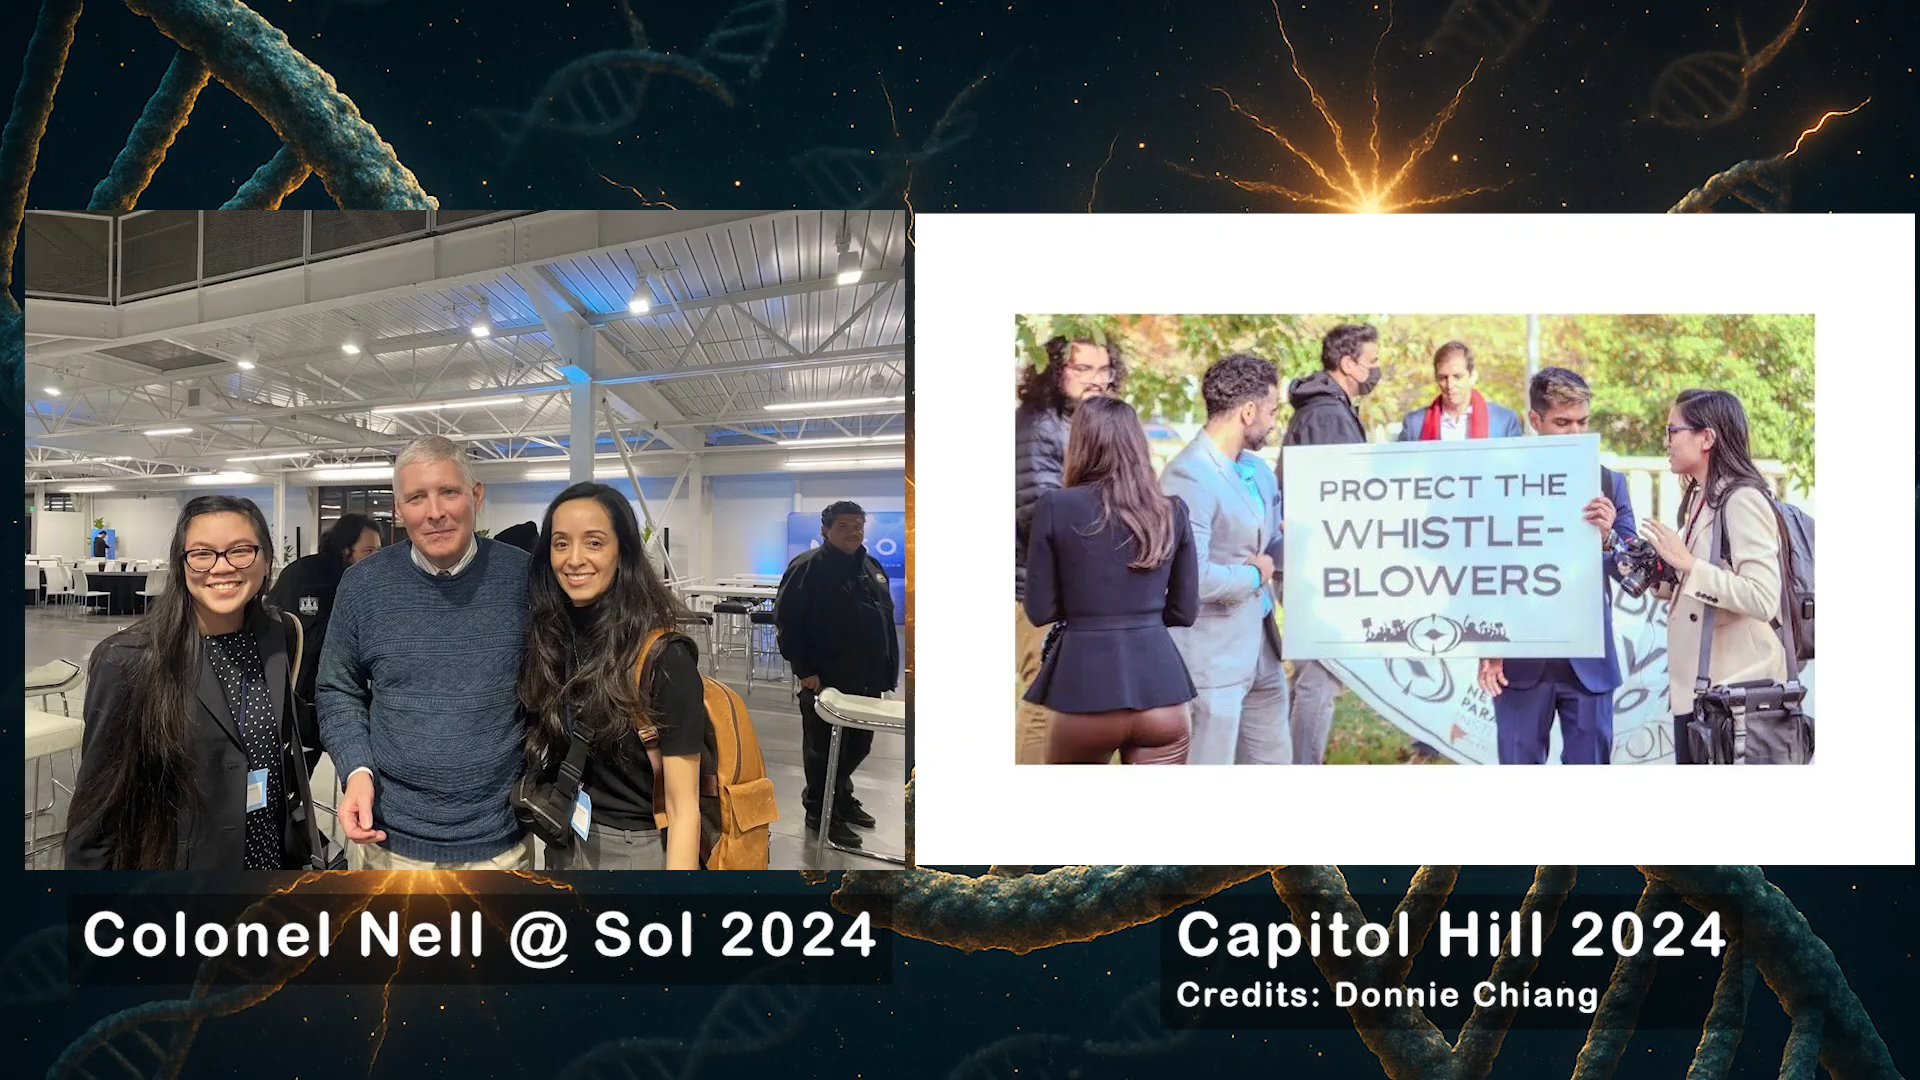 Colonel Nell @ Sol 2024
PROTECT THE
WHISTLE-
BLOWERS
Capitol Hill 2024
Credits: Donnie Chiang